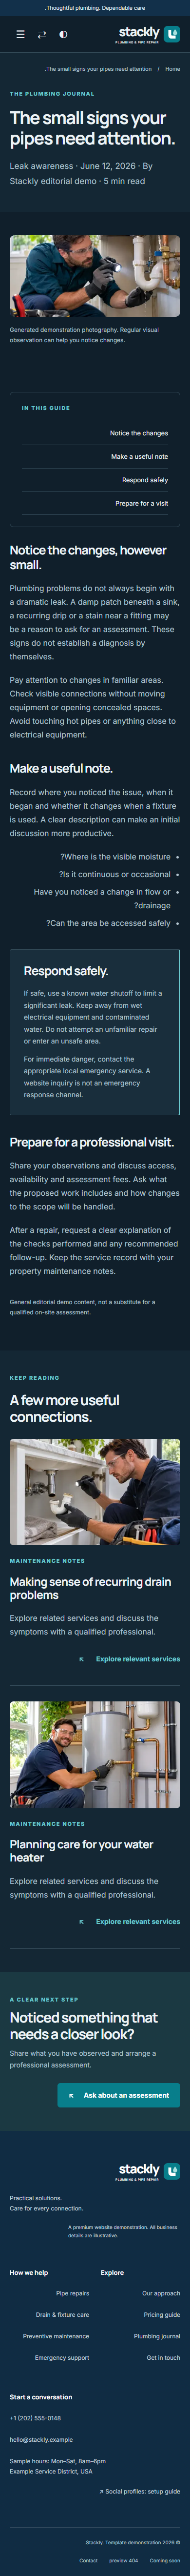 .Thoughtful plumbing. Dependable care
stackly
PLUMBING & PIPE REPAIR
.The small signs your pipes need attention / Home
THE PLUMBING JOURNAL
The small signs your
pipes need attention.
Leak awareness · June 12, 2026 · By
Stackly editorial demo · 5 min read
Generated demonstration photography. Regular visual
observation can help you notice changes.
IN THIS GUIDE
Notice the changes
Make a useful note
Respond safely
Prepare for a visit
Notice the changes, however
small.
Plumbing problems do not always begin with
a dramatic leak. A damp patch beneath a sink,
a recurring drip or a stain near a fitting may
be a reason to ask for an assessment. These
signs do not establish a diagnosis by
themselves.
Pay attention to changes in familiar areas.
Check visible connections without moving
equipment or opening concealed spaces.
Avoid touching hot pipes or anything close to
electrical equipment.
Make a useful note.
Record where you noticed the issue, when it
began and whether it changes when a fixture
is used. A clear description can make an initial
discussion more productive.
?Where is the visible moisture •
?Is it continuous or occasional •
Have you noticed a change in flow or •
?drainage
?Can the area be accessed safely •
Respond safely.
If safe, use a known water shutoff to limit a
significant leak. Keep away from wet
electrical equipment and contaminated
water. Do not attempt an unfamiliar repair
or enter an unsafe area.
For immediate danger, contact the
appropriate local emergency service. A
website inquiry is not an emergency
response channel.
Prepare for a professional visit.
Share your observations and discuss access,
availability and assessment fees. Ask what
the proposed work includes and how changes
to the scope will be handled.
After a repair, request a clear explanation of
the checks performed and any recommended
follow-up. Keep the service record with your
property maintenance notes.
General editorial demo content, not a substitute for a
qualified on-site assessment.
KEEP READING
A few more useful
connections.
MAINTENANCE NOTES
Making sense of recurring drain
problems
Explore related services and discuss the
symptoms with a qualified professional.
↖ Explore relevant services
MAINTENANCE NOTES
Planning care for your water
heater
Explore related services and discuss the
symptoms with a qualified professional.
↖ Explore relevant services
A CLEAR NEXT STEP
Noticed something that
needs a closer look?
Share what you have observed and arrange a
professional assessment.
↖ Ask about an assessment
stackly
PLUMBING & PIPE REPAIR
Practical solutions.
Care for every connection.
A premium website demonstration. All business
details are illustrative.
How we help
Explore
Pipe repairs
Our approach
Drain & fixture care
Pricing guide
Preventive maintenance
Plumbing journal
Emergency support
Get in touch
Start a conversation
+1 (202) 555-0148
hello@stackly.example
Sample hours: Mon–Sat, 8am–6pm
Example Service District, USA
↗ Social profiles: setup guide
.Stackly. Template demonstration 2026 ©
Contact preview 404 Coming soon